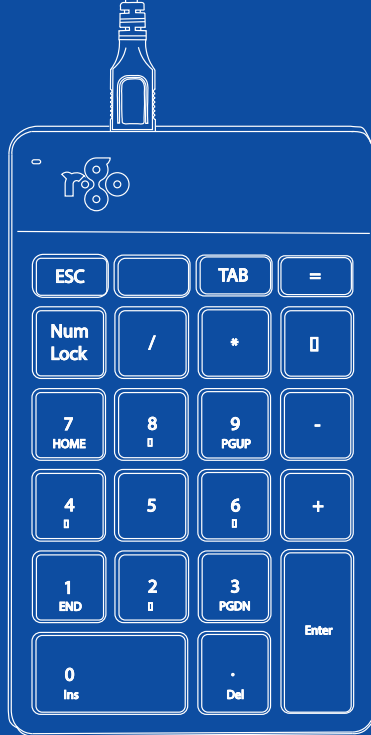 rgo
ESC TAB =
Num
Lock
/ *
7 8 9 -
HOME PGUP
4 5 6 +
1 2 3
END PGDN
Enter
0 .
Ins Del